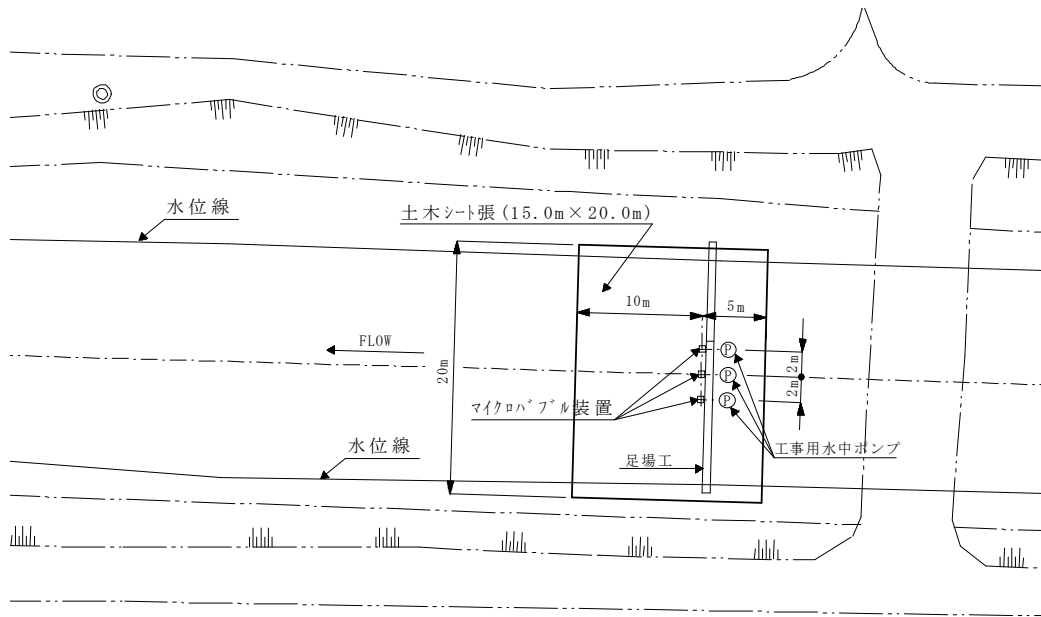 水位線
土木シート張(15.0m×20.0m)
10m
5m
FLOW
20m
2m
2m
P
P
P
マイクロバブル装置
水位線
足場工
工事用水中ポンプ